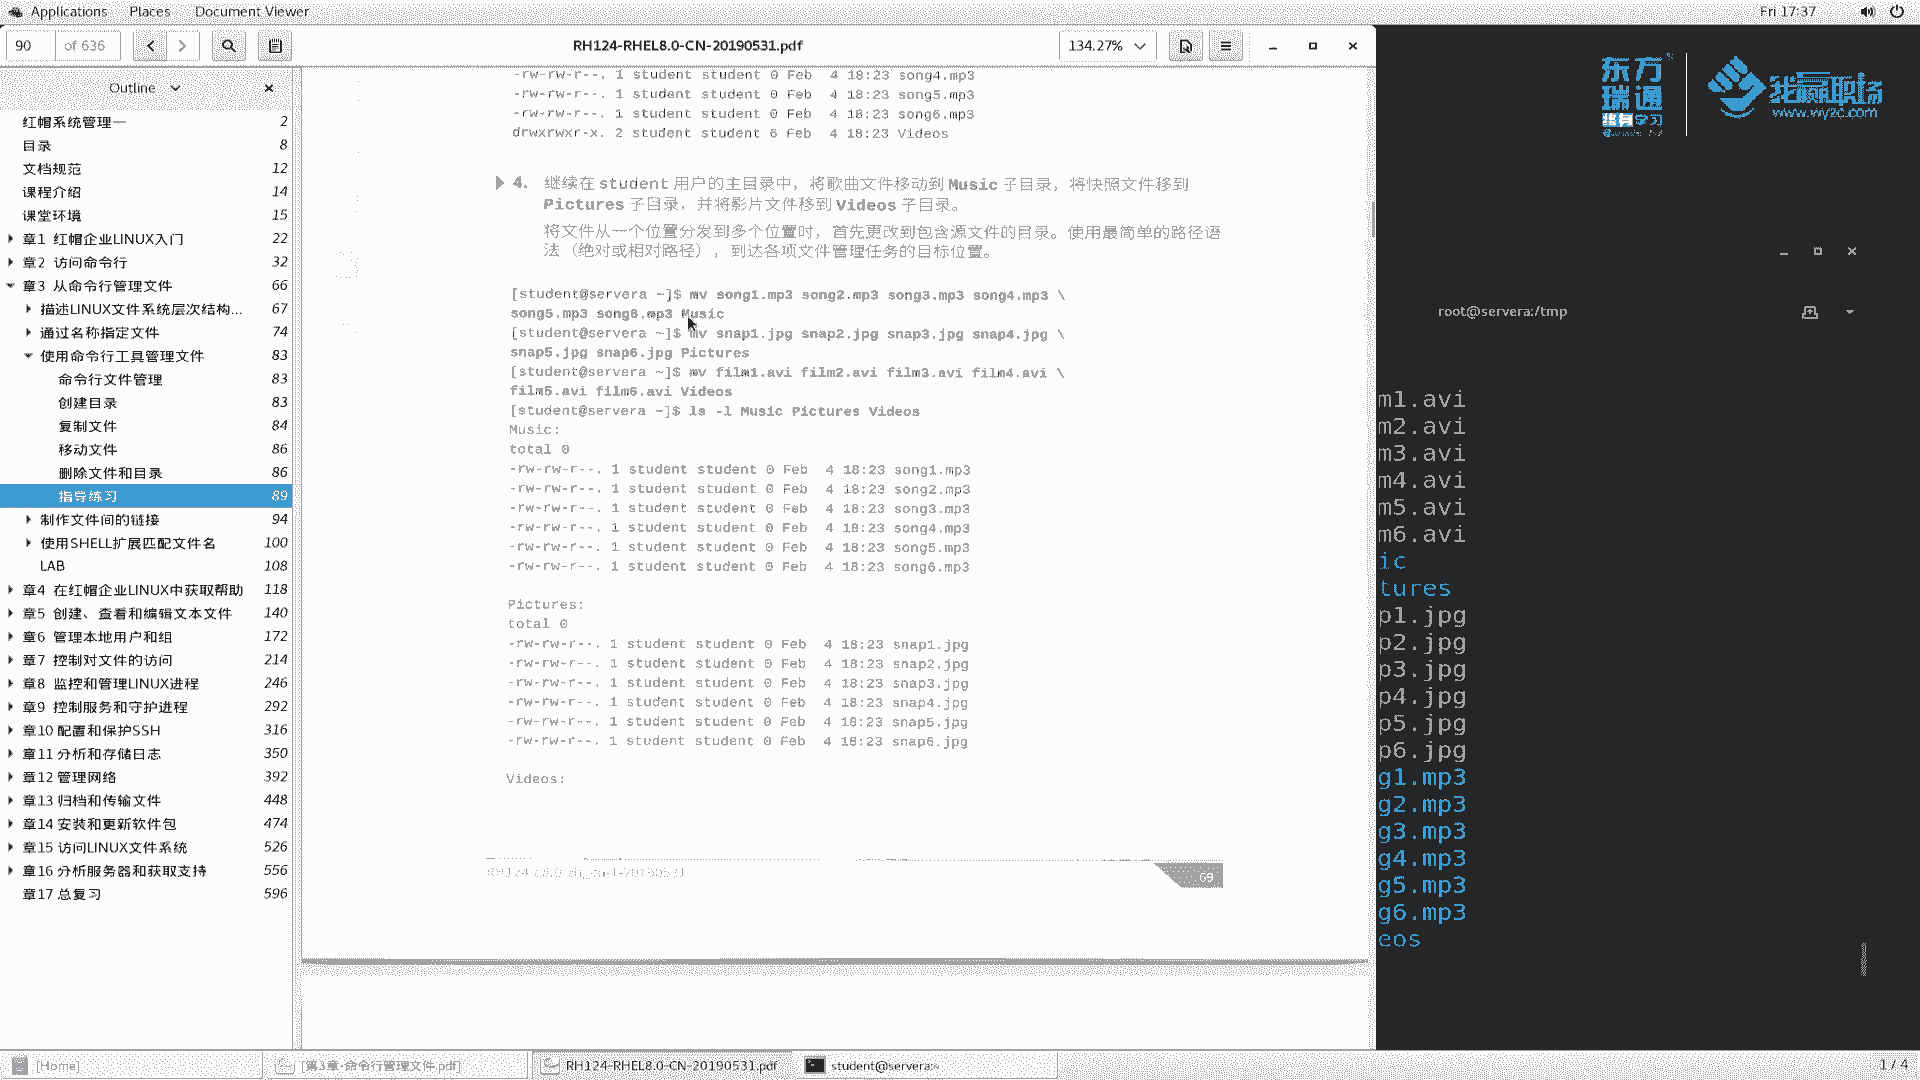 Applications Places Document Viewer Fri 17:37
90 of 636 RH124-RHEL8.0-CN-20190531.pdf 134.27%
东方
瑞通
终身学习
我赢职场
www.wy2c.com
Outline
红帽系统管理一 2
目录 8
文档规范 12
课程介绍 14
课堂环境 15
章1 红帽企业LINUX入门 22
章2 访问命令行 32
章3 从命令行管理文件 66
描述LINUX文件系统层次结构... 67
通过名称指定文件 74
使用命令行工具管理文件 83
命令行文件管理 83
创建目录 83
复制文件 84
移动文件 86
删除文件和目录 86
指导练习 89
制作文件间的链接 94
使用SHELL扩展匹配文件名 100
LAB 108
章4 在红帽企业LINUX中获取帮助 118
章5 创建、查看和编辑文本文件 140
章6 管理本地用户和组 172
章7 控制对文件的访问 214
章8 监控和管理LINUX进程 246
章9 控制服务和守护进程 292
章10 配置和保护SSH 316
章11 分析和存储日志 350
章12 管理网络 392
章13 归档和传输文件 448
章14 安装和更新软件包 474
章15 访问LINUX文件系统 526
章16 分析服务器和获取支持 556
章17 总复习 596
-rw-rw-r--. 1 student student 0 Feb 4 18:23 song4.mp3
-rw-rw-r--. 1 student student 0 Feb 4 18:23 song5.mp3
-rw-rw-r--. 1 student student 0 Feb 4 18:23 song6.mp3
drwxrwxr-x. 2 student student 6 Feb 4 18:23 Videos
4. 继续在 student 用户的主目录中，将歌曲文件移动到 Music 子目录，将快照文件移到
Pictures 子目录，并将影片文件移到 Videos 子目录。
将文件从一个位置分发到多个位置时，首先更改到包含源文件的目录。使用最简单的路径语
法（绝对或相对路径），到达各项文件管理任务的目标位置。
[student@servera ~]$ mv song1.mp3 song2.mp3 song3.mp3 song4.mp3 \
song5.mp3 song6.mp3 Music
[student@servera ~]$ mv snap1.jpg snap2.jpg snap3.jpg snap4.jpg \
snap5.jpg snap6.jpg Pictures
[student@servera ~]$ mv film1.avi film2.avi film3.avi film4.avi \
film5.avi film6.avi Videos
[student@servera ~]$ ls -l Music Pictures Videos
Music:
total 0
-rw-rw-r--. 1 student student 0 Feb 4 18:23 song1.mp3
-rw-rw-r--. 1 student student 0 Feb 4 18:23 song2.mp3
-rw-rw-r--. 1 student student 0 Feb 4 18:23 song3.mp3
-rw-rw-r--. 1 student student 0 Feb 4 18:23 song4.mp3
-rw-rw-r--. 1 student student 0 Feb 4 18:23 song5.mp3
-rw-rw-r--. 1 student student 0 Feb 4 18:23 song6.mp3
Pictures:
total 0
-rw-rw-r--. 1 student student 0 Feb 4 18:23 snap1.jpg
-rw-rw-r--. 1 student student 0 Feb 4 18:23 snap2.jpg
-rw-rw-r--. 1 student student 0 Feb 4 18:23 snap3.jpg
-rw-rw-r--. 1 student student 0 Feb 4 18:23 snap4.jpg
-rw-rw-r--. 1 student student 0 Feb 4 18:23 snap5.jpg
-rw-rw-r--. 1 student student 0 Feb 4 18:23 snap6.jpg
Videos:
69
root@servera:/tmp
m1.avi
m2.avi
m3.avi
m4.avi
m5.avi
m6.avi
ic
tures
p1.jpg
p2.jpg
p3.jpg
p4.jpg
p5.jpg
p6.jpg
g1.mp3
g2.mp3
g3.mp3
g4.mp3
g5.mp3
g6.mp3
eos
[Home] [第3章-命令行管理文件.pdf] RH124-RHEL8.0-CN-20190531.pdf student@servera:~ 1 / 4